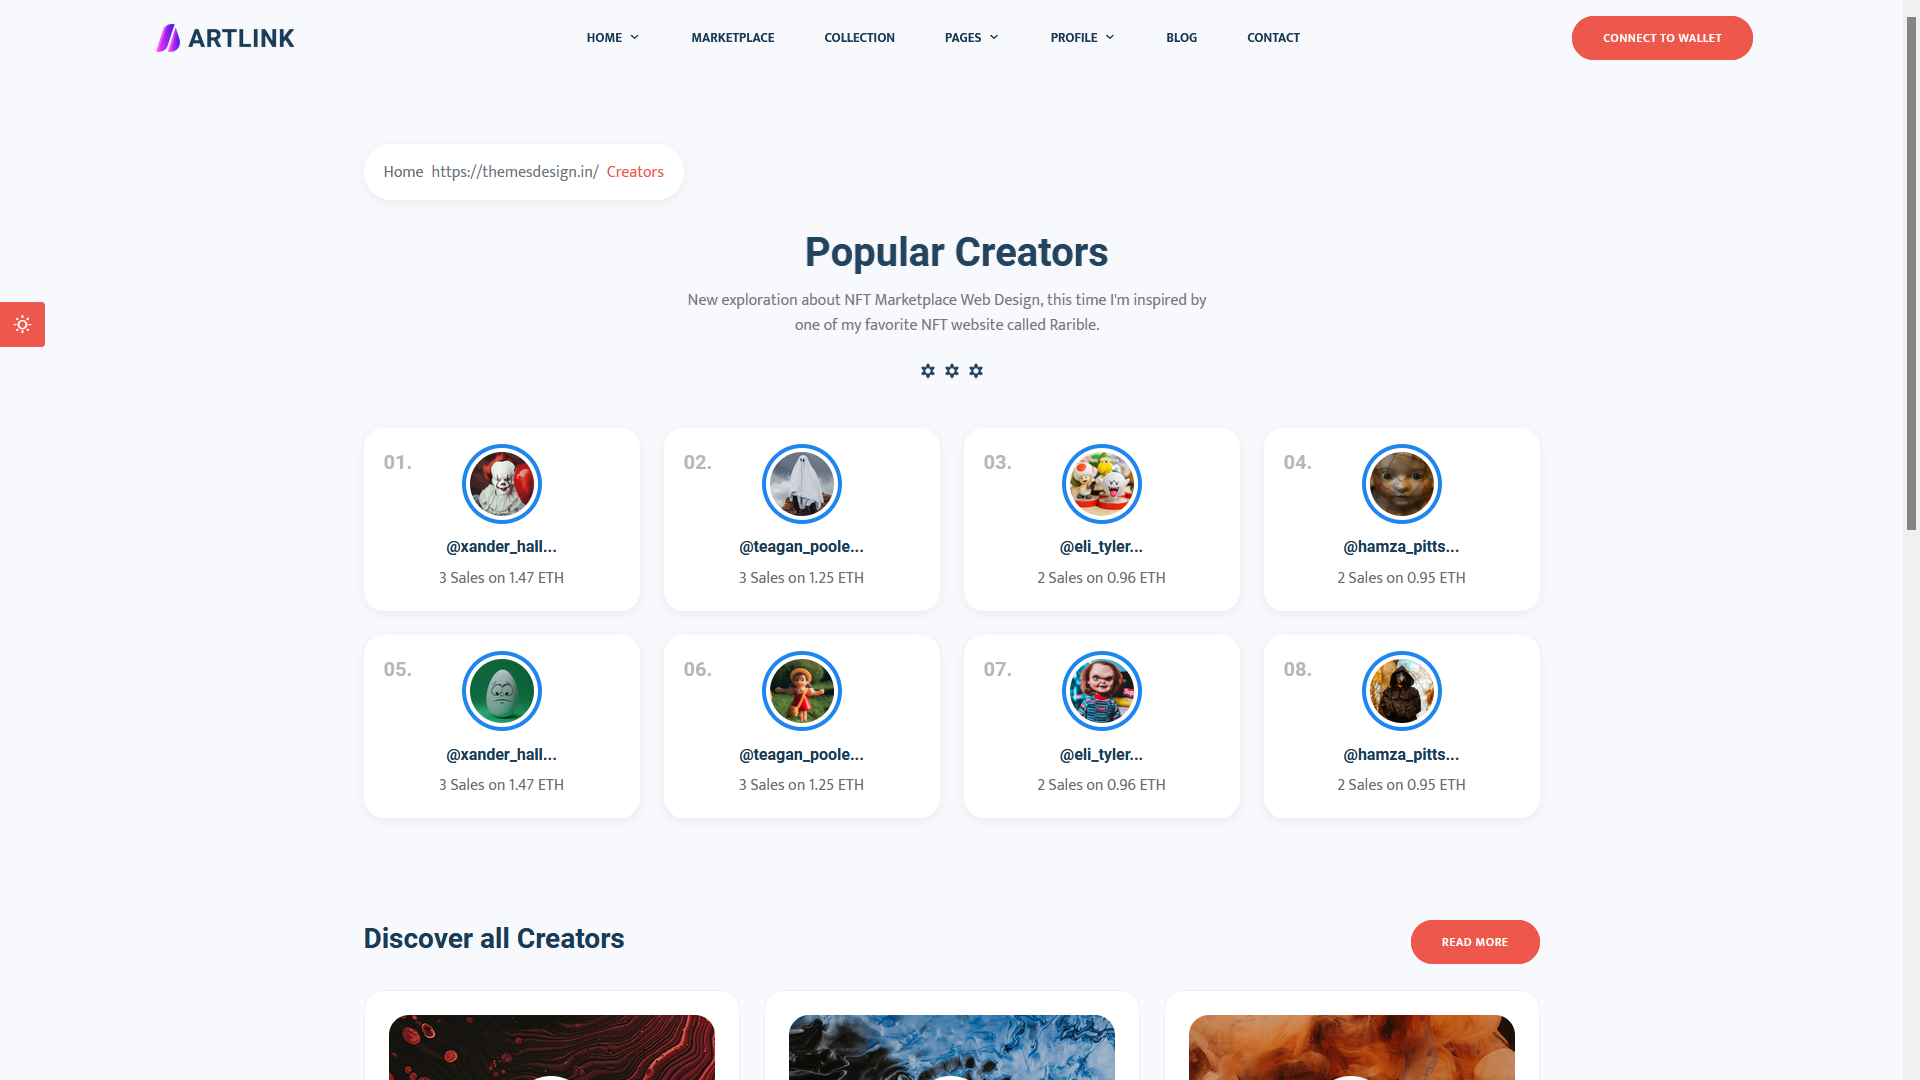 ARTLINK
HOME
MARKETPLACE
COLLECTION
PAGES
PROFILE
BLOG
CONTACT
CONNECT TO WALLET
Home https://themesdesign.in/ Creators
Popular Creators
New exploration about NFT Marketplace Web Design, this time I'm inspired by
one of my favorite NFT website called Rarible.
01.
@xander_hall...
3 Sales on 1.47 ETH
02.
@teagan_poole...
3 Sales on 1.25 ETH
03.
@eli_tyler...
2 Sales on 0.96 ETH
04.
@hamza_pitts...
2 Sales on 0.95 ETH
05.
@xander_hall...
3 Sales on 1.47 ETH
06.
@teagan_poole...
3 Sales on 1.25 ETH
07.
@eli_tyler...
2 Sales on 0.96 ETH
08.
@hamza_pitts...
2 Sales on 0.95 ETH
Discover all Creators
READ MORE